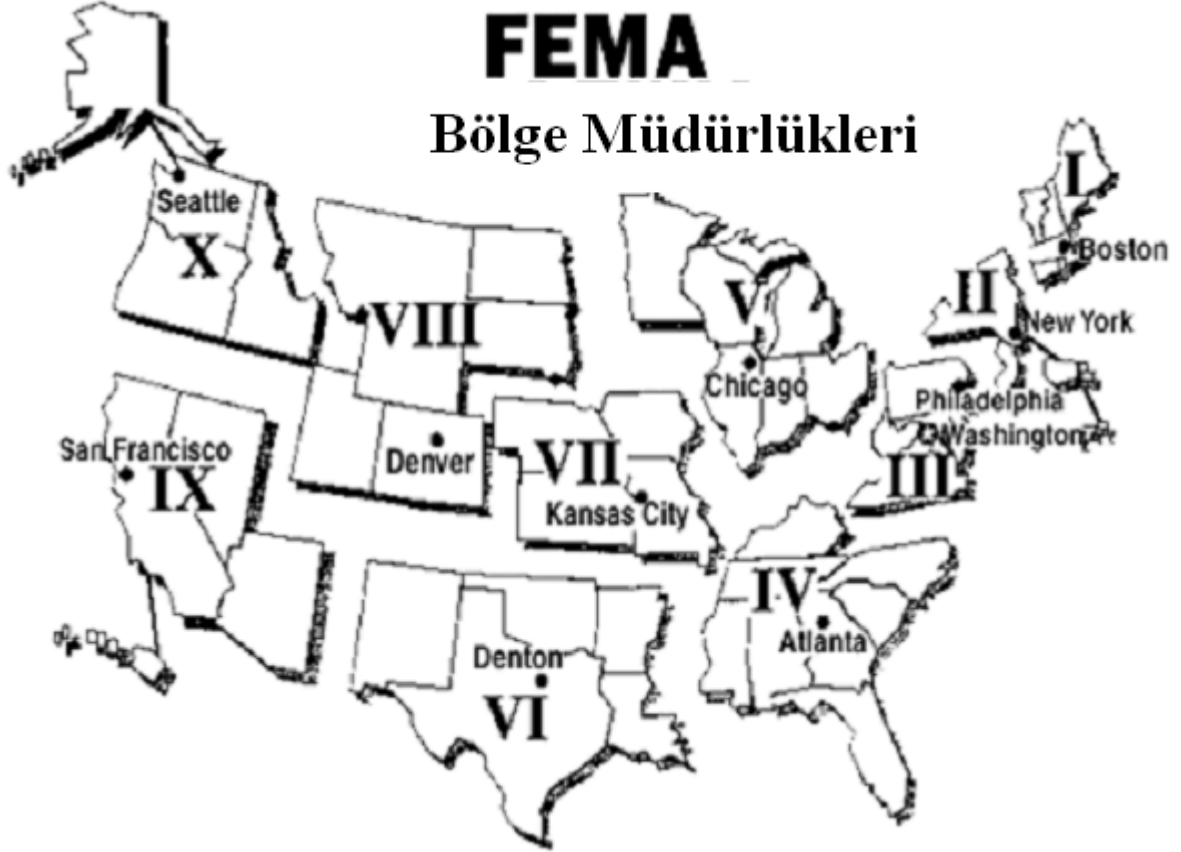 FEMA
Bölge Müdürlükleri
I
Seattle
X
Boston
II
VIII
V
New York
Chicago
Philadelphia
Washington
San Francisco
Denver
VII
III
IX
Kansas City
IV
Atlanta
Denton
VI